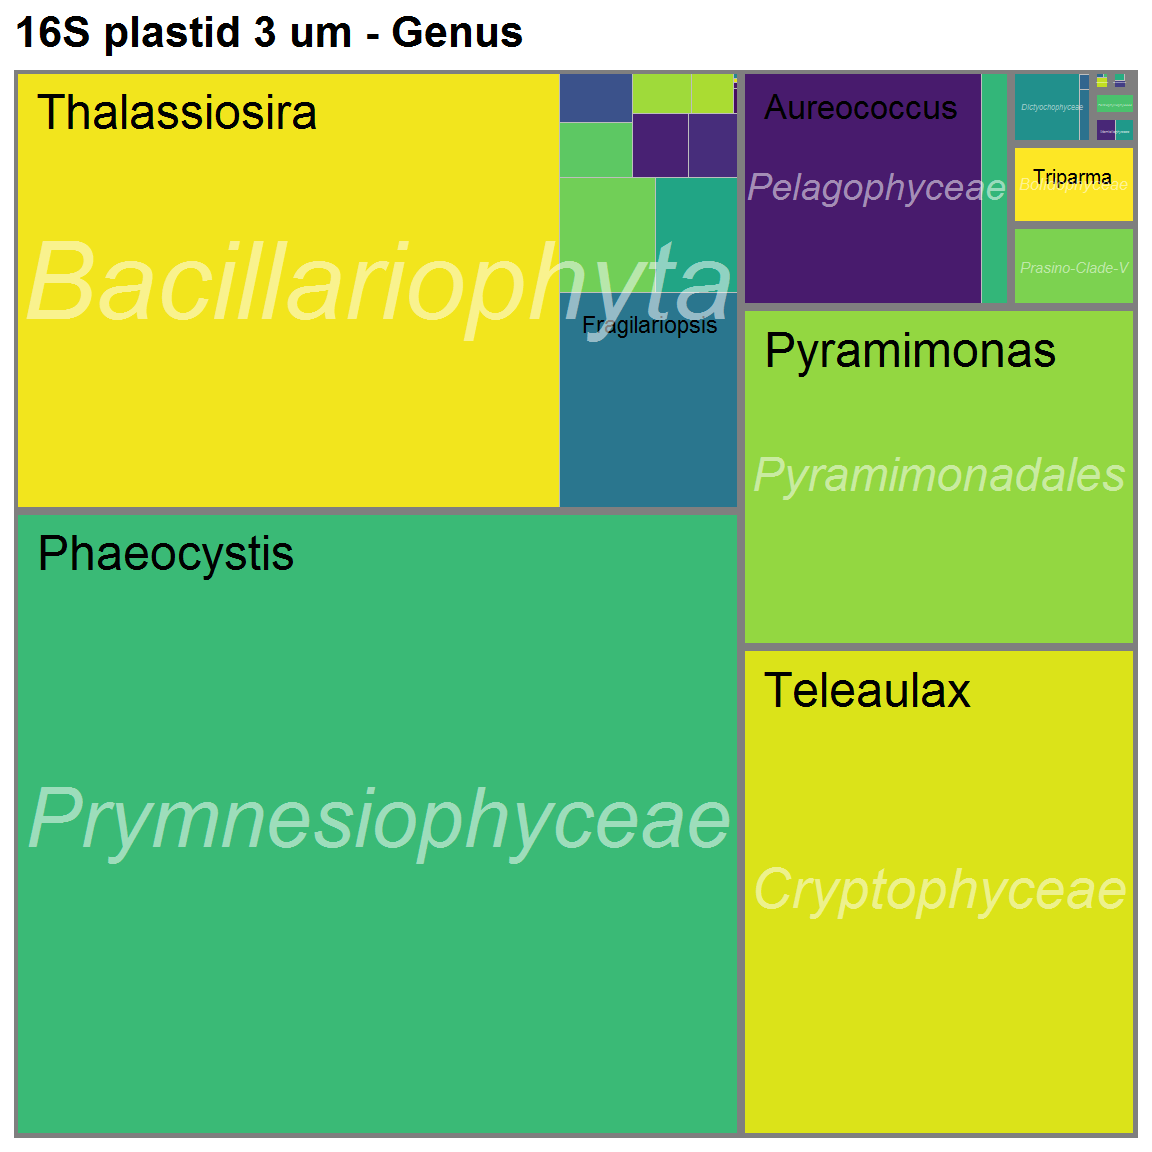 16S plastid 3 um - Genus
Thalassiosira
Bacillariophyta
Fragilariopsis
Aureococcus
Pelagophyceae
Dictyochophyceae
Triparma
Bolidophyceae
Prasino-Clade-V
Pyramimonas
Pyramimonadales
Phaeocystis
Prymnesiophyceae
Teleaulax
Cryptophyceae